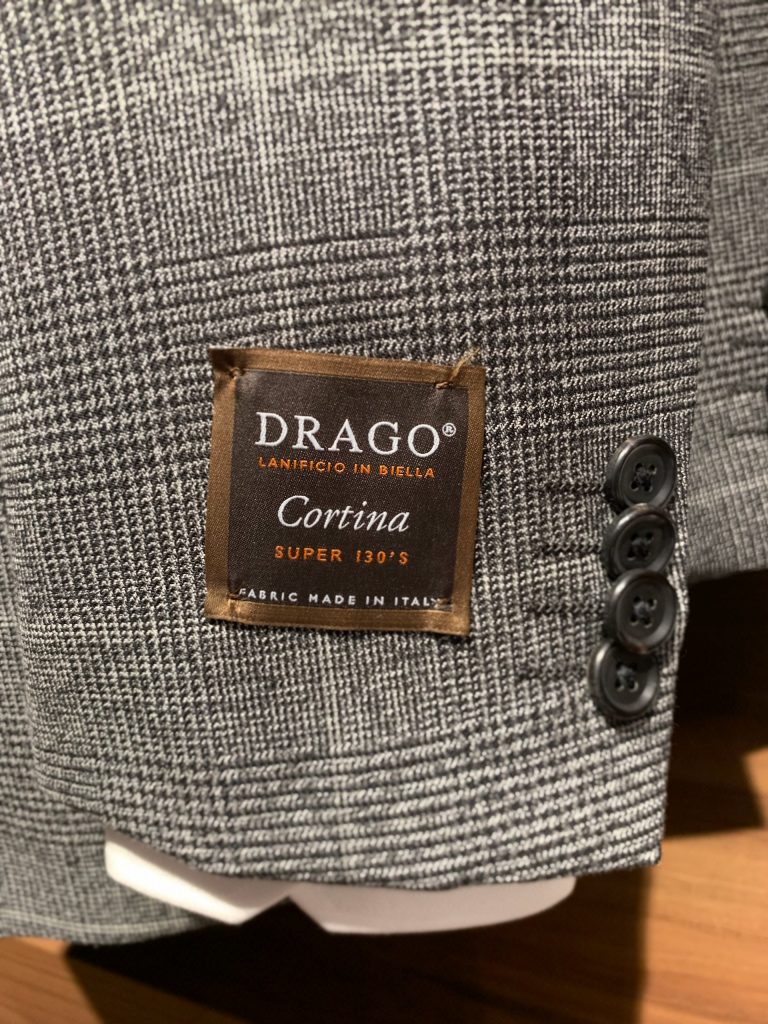 DRAGO®
LANIFICIO IN BIELLA
Cortina
SUPER 130'S
FABRIC MADE IN ITALY